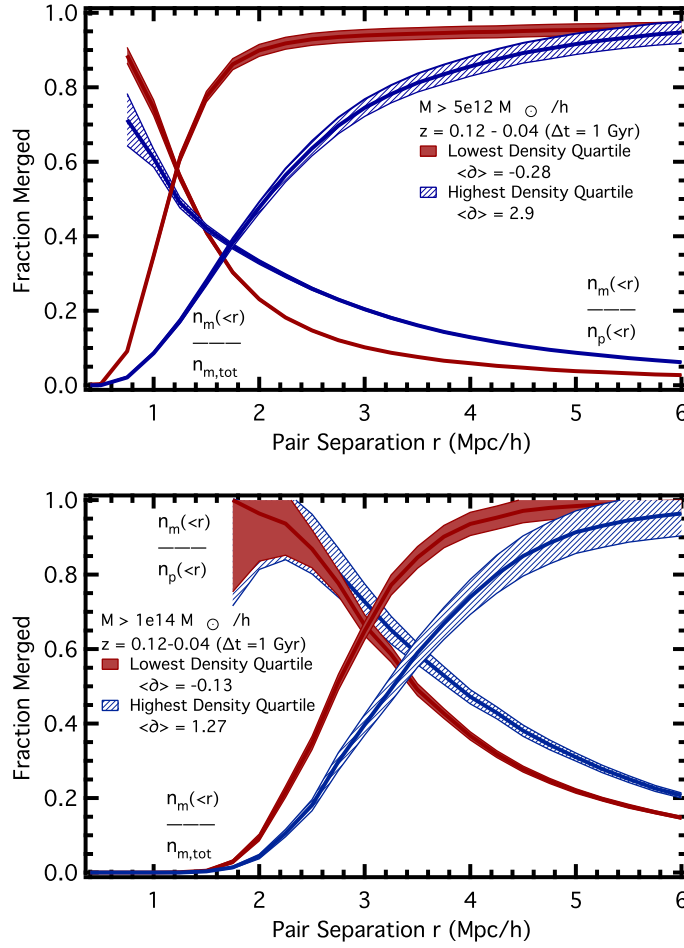 1.0
0.8
0.6
0.4
0.2
0.0
Fraction Merged
M > 5e12 M ⊙ /h
z = 0.12 - 0.04 (Δt = 1 Gyr)
Lowest Density Quartile
<∂> = -0.28
Highest Density Quartile
<∂> = 2.9
n_m(<r)
———
n_m,tot
n_m(<r)
———
n_p(<r)
1 2 3 4 5 6
Pair Separation r (Mpc/h)
1.0
0.8
0.6
0.4
0.2
0.0
Fraction Merged
n_m(<r)
———
n_p(<r)
M > 1e14 M ⊙ /h
z = 0.12-0.04 (Δt =1 Gyr)
Lowest Density Quartile
<∂> = -0.13
Highest Density Quartile
<∂> = 1.27
n_m(<r)
———
n_m,tot
1 2 3 4 5 6
Pair Separation r (Mpc/h)